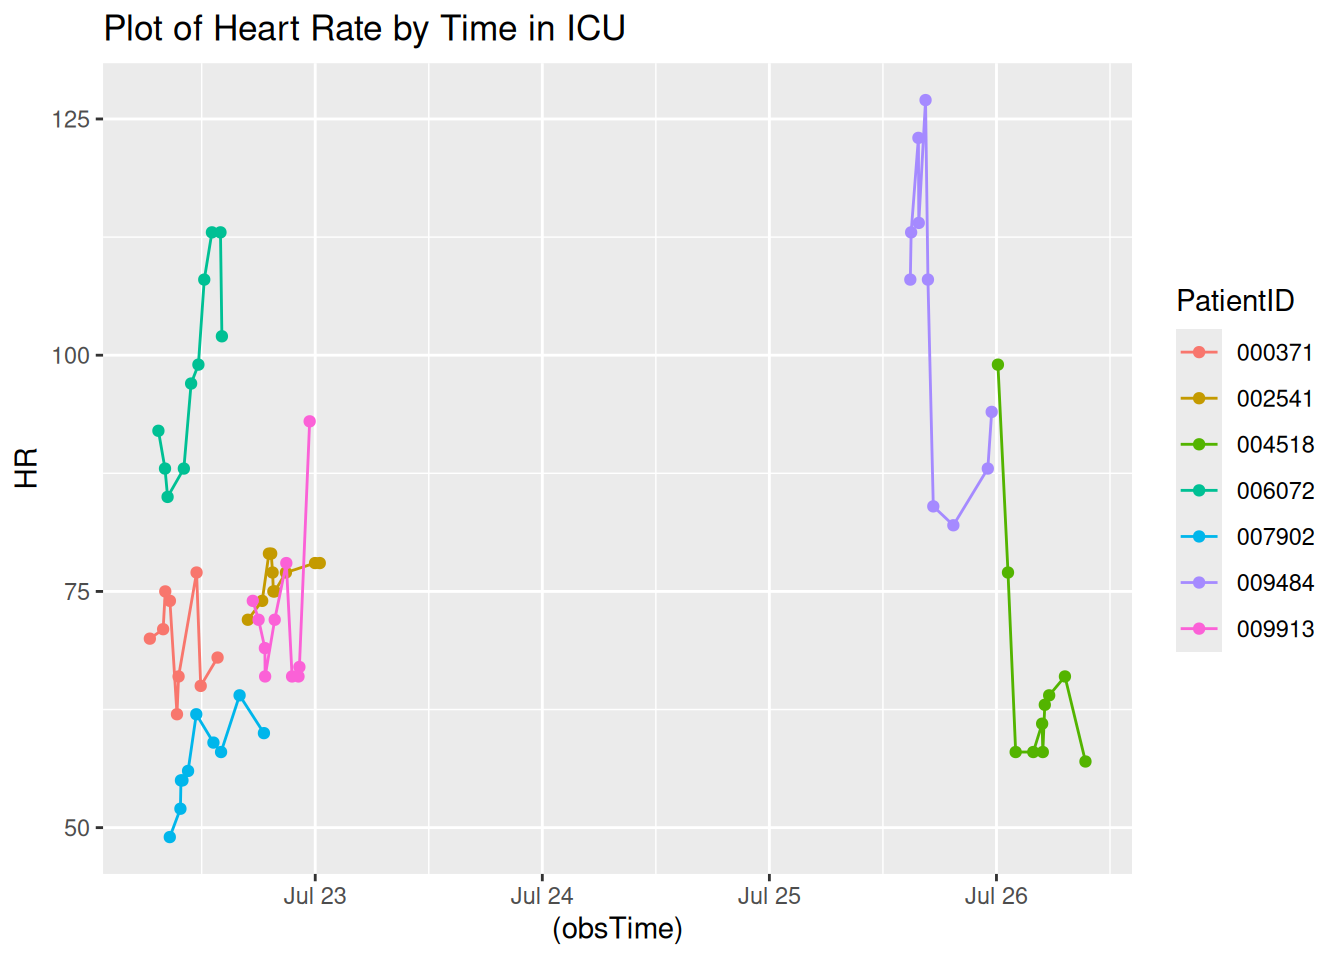 Plot of Heart Rate by Time in ICU
125
100
75
50
HR
Jul 23
Jul 24
Jul 25
Jul 26
(obsTime)
PatientID
000371
002541
004518
006072
007902
009484
009913